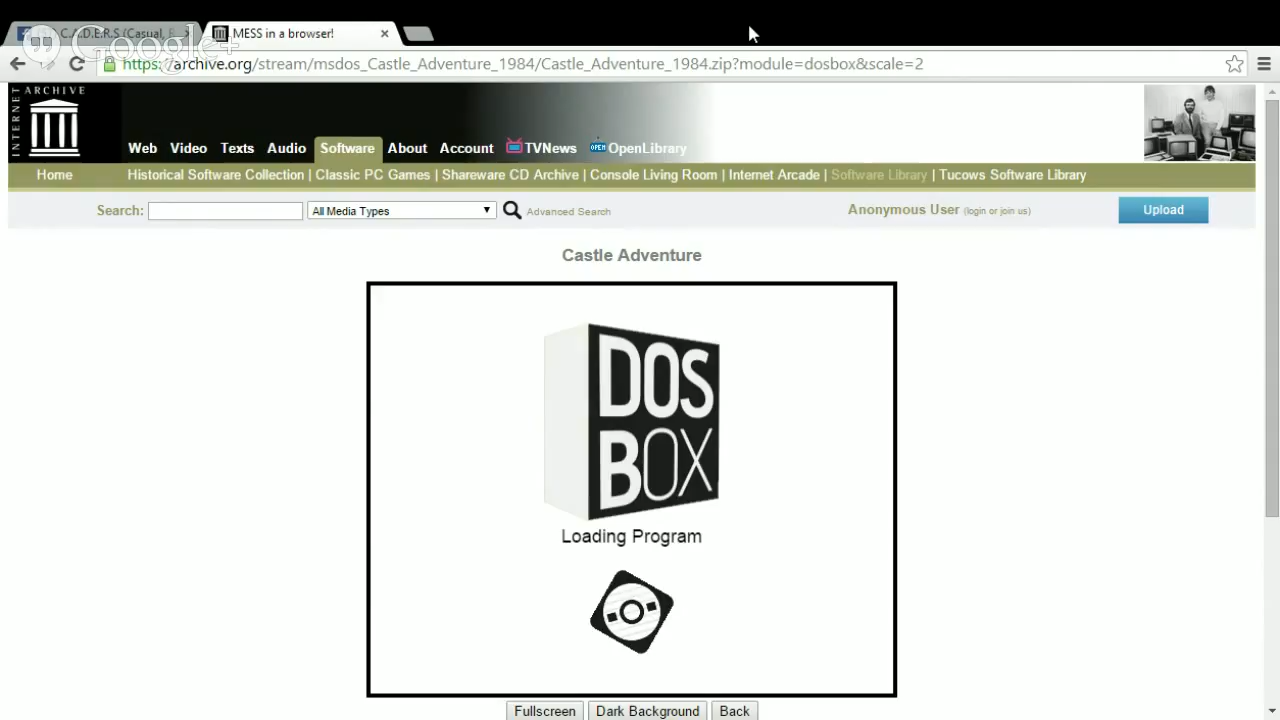 C.A.D.E.R.S (Casual,
MESS in a browser!
Google+
https://archive.org/stream/msdos_Castle_Adventure_1984/Castle_Adventure_1984.zip?module=dosbox&scale=2
INTERNET ARCHIVE
Web Video Texts Audio Software About Account TVNews OPEN OpenLibrary
Home Historical Software Collection | Classic PC Games | Shareware CD Archive | Console Living Room | Internet Arcade | Software Library | Tucows Software Library
Search: All Media Types Advanced Search Anonymous User (login or join us) Upload
Castle Adventure
DOS
BOX
Loading Program
Fullscreen Dark Background Back